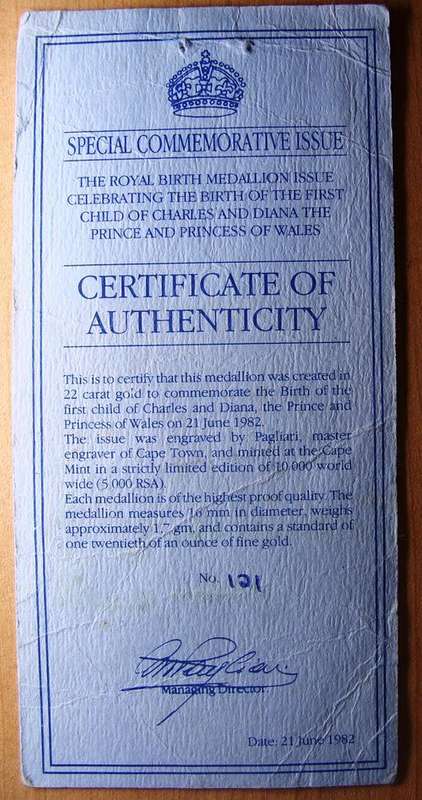 SPECIAL COMMEMORATIVE ISSUE
THE ROYAL BIRTH MEDALLION ISSUE
CELEBRATING THE BIRTH OF THE FIRST
CHILD OF CHARLES AND DIANA THE
PRINCE AND PRINCESS OF WALES
CERTIFICATE OF
AUTHENTICITY
This is to certify that this medallion was created in
22 carat gold to commemorate the Birth of the
first child of Charles and Diana, the Prince and
Princess of Wales on 21 June 1982.
The issue was engraved by Pagliari, master
engraver of Cape Town, and minted at the Cape
Mint in a strictly limited edition of 10 000 world
wide (5 000 RSA).
Each medallion is of the highest proof quality. The
medallion measures 16 mm in diameter, weighs
approximately 1,7 gm, and contains a standard of
one twentieth of an ounce of fine gold.
No. 121
Managing Director
Date: 21 June 1982